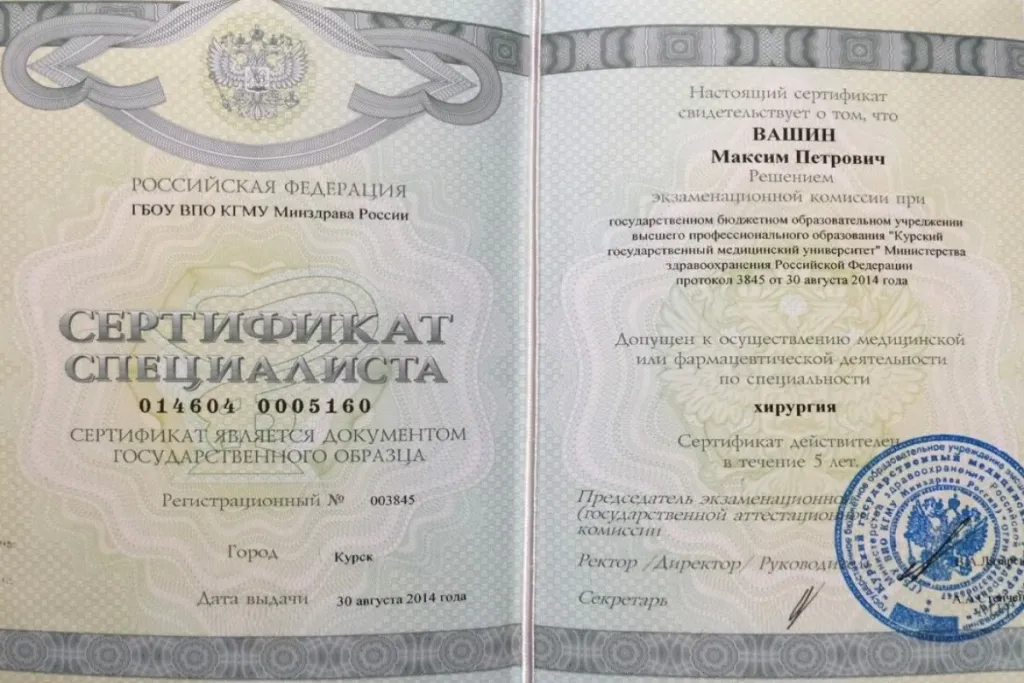 РОССИЙСКАЯ ФЕДЕРАЦИЯ
ГБОУ ВПО КГМУ Минздрава России
СЕРТИФИКАТ
СПЕЦИАЛИСТА
014604 0005160
СЕРТИФИКАТ ЯВЛЯЕТСЯ ДОКУМЕНТОМ
ГОСУДАРСТВЕННОГО ОБРАЗЦА
Регистрационный № 003845
Город Курск
Дата выдачи 30 августа 2014 года
Настоящий сертификат
свидетельствует о том, что
ВАШИН
Максим Петрович
Решением
экзаменационной комиссии при
государственном бюджетном образовательном учреджении
высшего профессионального образования "Курский
государственный медицинский университет" Министерства
здравоохранения Российской Федерации
протокол 3845 от 30 августа 2014 года
Допущен к осуществлению медицинской
или фармацевтической деятельности
по специальности
хирургия
Сертификат действителен
в течение 5 лет.
Председатель экзаменационной
(государственной аттестационной)
комиссии
Ректор /Директор/ Руководитель
Секретарь